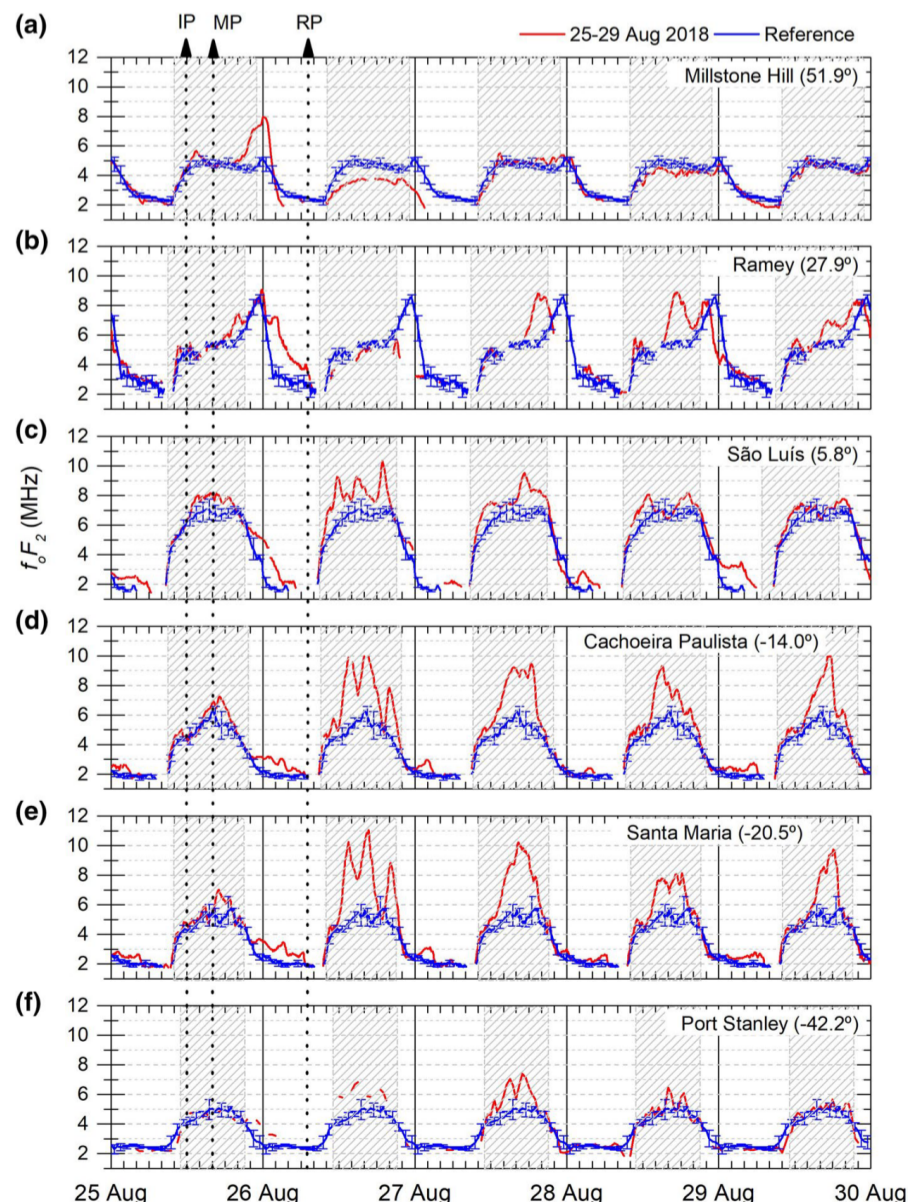 (a)
IP MP RP
25-29 Aug 2018 Reference
12
10
8
6
4
2
Millstone Hill (51.9º)
(b)
12
10
8
6
4
2
Ramey (27.9º)
(c)
12
10
8
6
4
2
São Luís (5.8º)
foF2 (MHz)
(d)
12
10
8
6
4
2
Cachoeira Paulista (-14.0º)
(e)
12
10
8
6
4
2
Santa Maria (-20.5º)
(f)
12
10
8
6
4
2
Port Stanley (-42.2º)
25 Aug 26 Aug 27 Aug 28 Aug 29 Aug 30 Aug